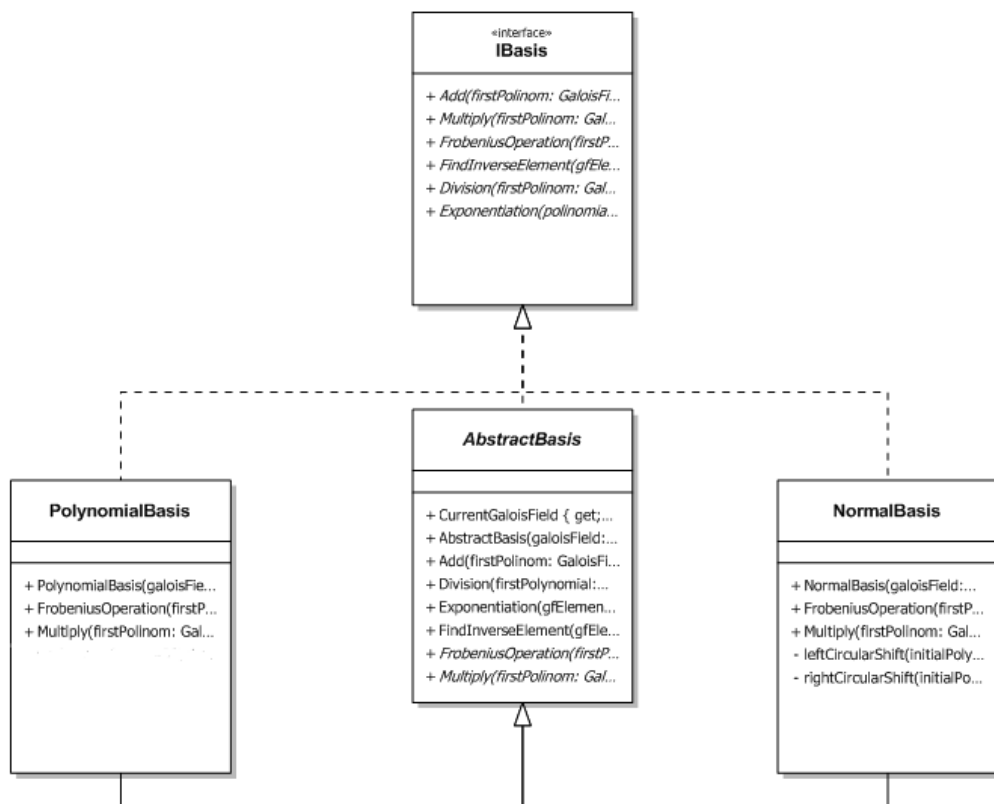 «interface»
IBasis
+ Add(firstPolinom: GaloisFi...
+ Multiply(firstPolinom: Gal...
+ FrobeniusOperation(firstP...
+ FindInverseElement(gfEle...
+ Division(firstPolinom: Gal...
+ Exponentiation(polinomia...
AbstractBasis
+ CurrentGaloisField { get;...
+ AbstractBasis(galoisField:...
+ Add(firstPolinom: GaloisFi...
+ Division(firstPolynomial:...
+ Exponentiation(gfElemen...
+ FindInverseElement(gfEle...
+ FrobeniusOperation(firstP...
+ Multiply(firstPolinom: Gal...
PolynomialBasis
+ PolynomialBasis(galoisFie...
+ FrobeniusOperation(firstP...
+ Multiply(firstPolinom: Gal...
NormalBasis
+ NormalBasis(galoisField:...
+ FrobeniusOperation(firstP...
+ Multiply(firstPolinom: Gal...
- leftCircularShift(initialPoly...
- rightCircularShift(initialPo...